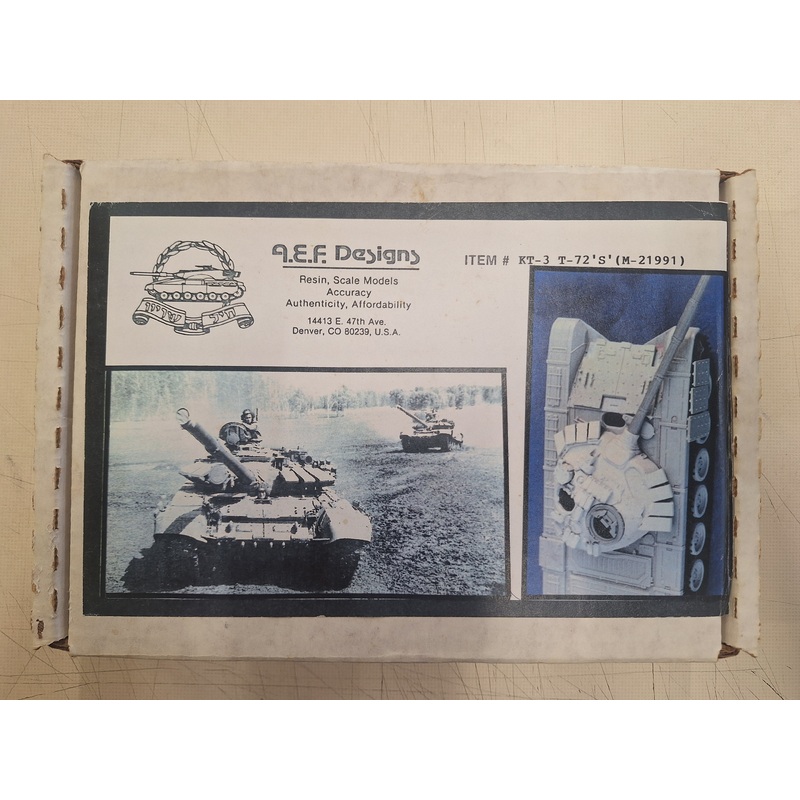 A.E.F. Designs
Resin, Scale Models
Accuracy
Authenticity, Affordability
14413 E. 47th Ave.
Denver, CO 80239, U.S.A.
ITEM # KT-3 T-72'S'(M-21991)